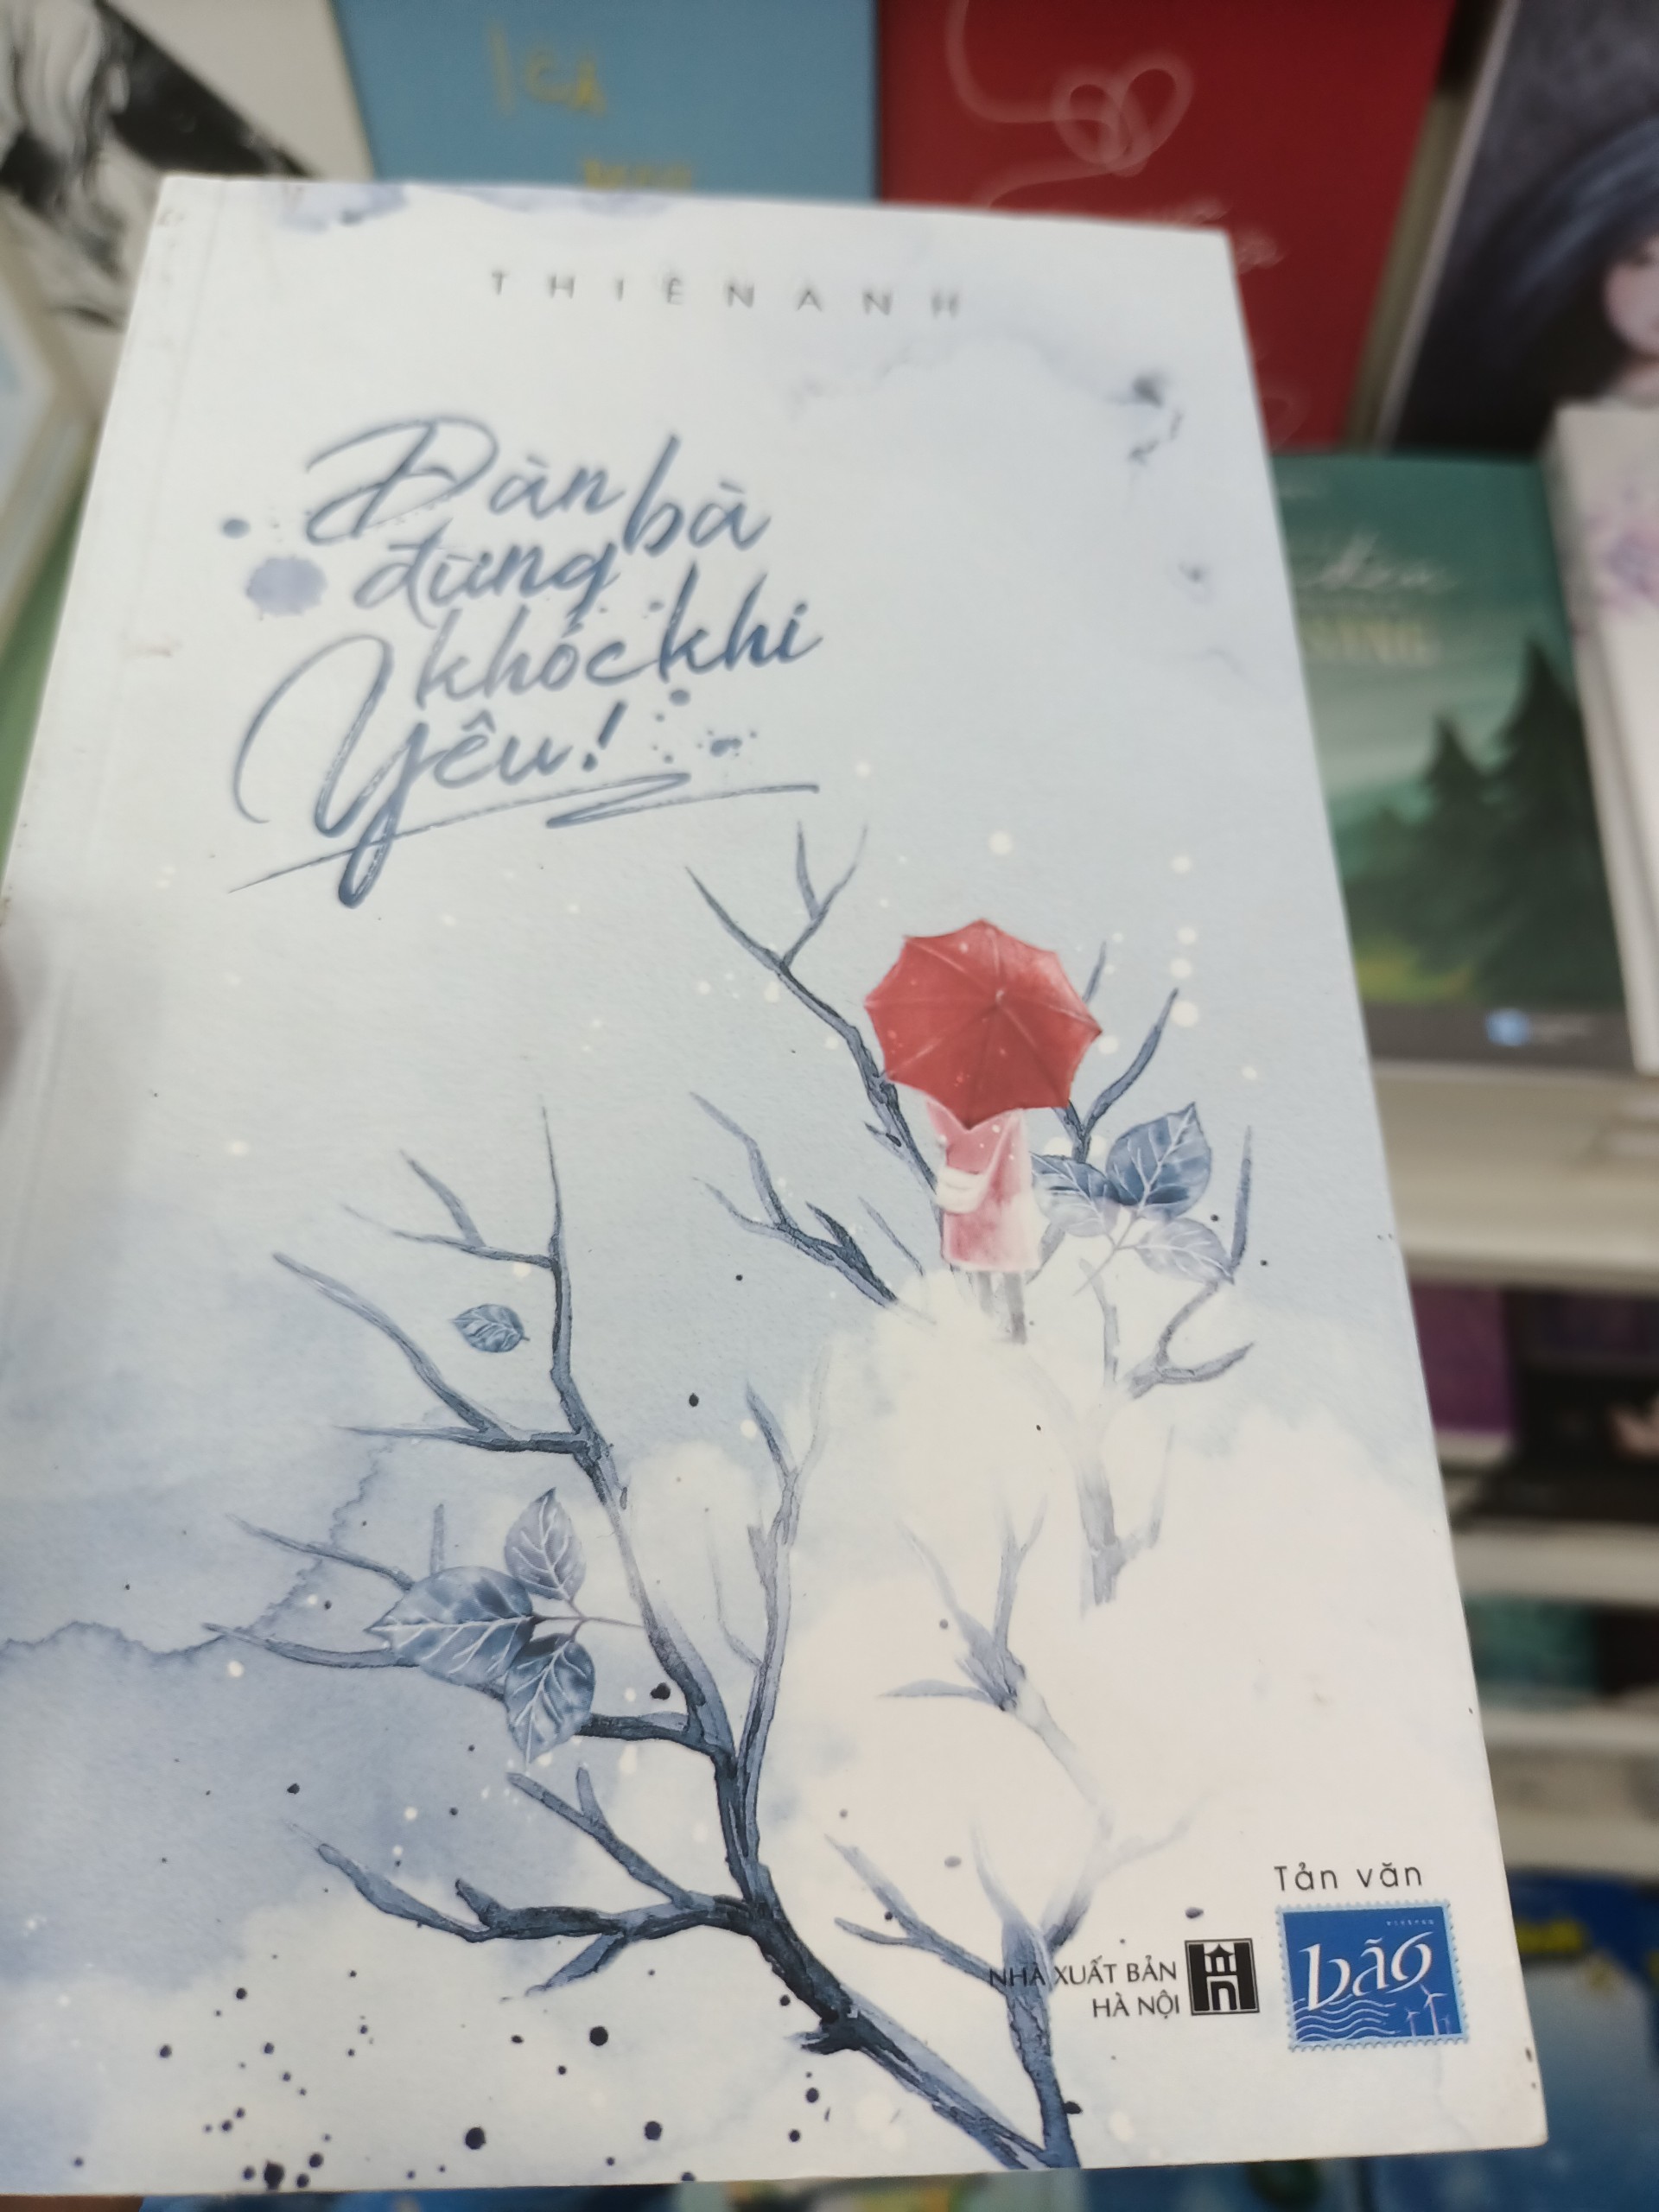 THIÊN ANH
Đàn bà
đừng
khóc khi
Yêu!
Tản văn
NHÀ XUẤT BẢN
HÀ NỘI
bão